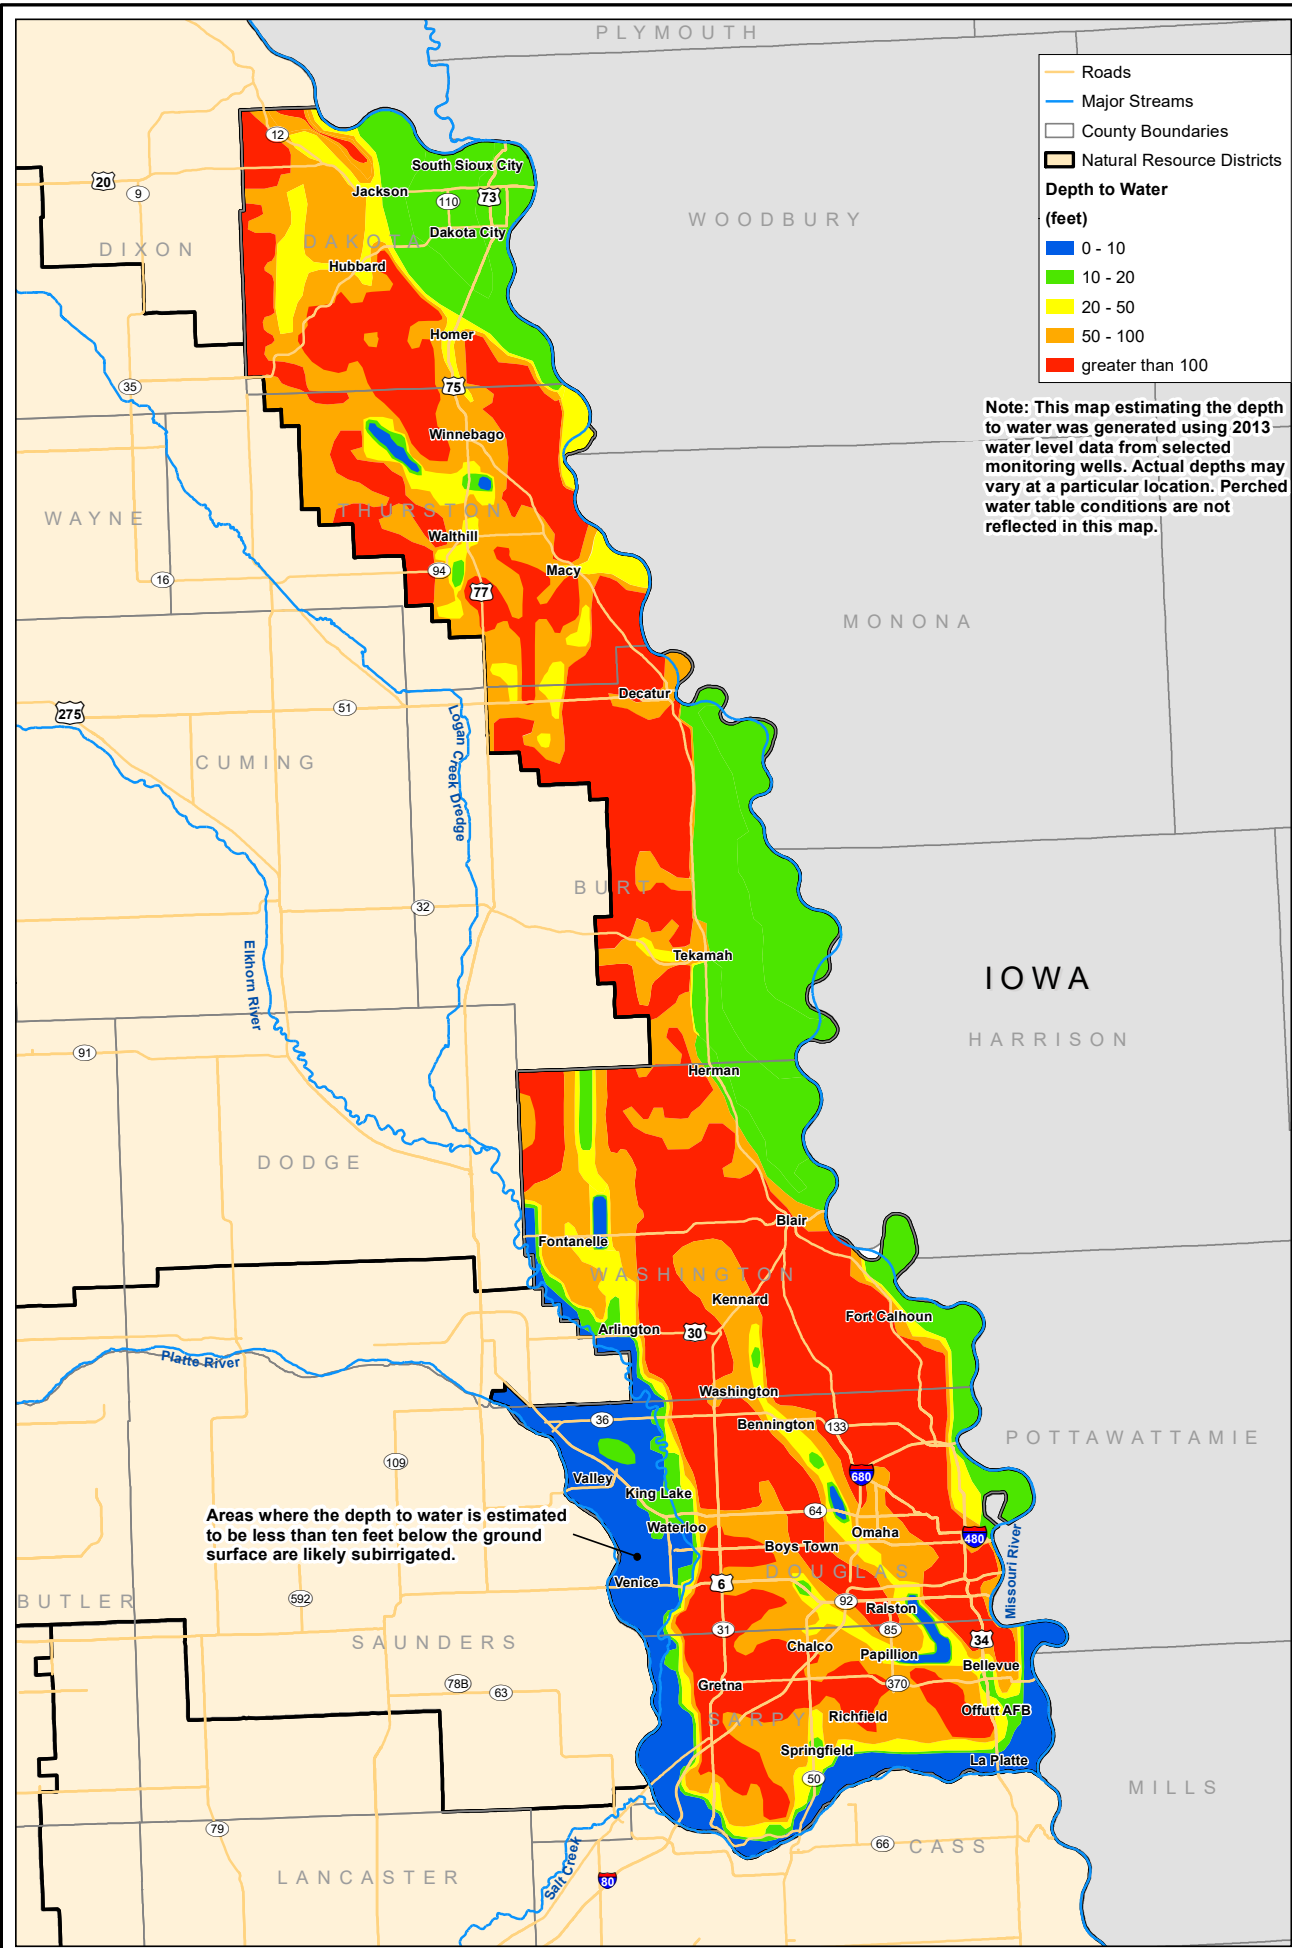 PLYMOUTH
Roads
Major Streams
County Boundaries
Natural Resource Districts
Depth to Water
(feet)
0 - 10
10 - 20
20 - 50
50 - 100
greater than 100
Note: This map estimating the depth
to water was generated using 2013
water level data from selected
monitoring wells. Actual depths may
vary at a particular location. Perched
water table conditions are not
reflected in this map.
12
South Sioux City
20
9
Jackson
110
73
WOODBURY
Dakota City
DIXON
DAKOTA
Hubbard
Homer
35
75
Winnebago
THURSTON
WAYNE
Walthill
94
Macy
16
77
MONONA
Decatur
275
51
Logan Creek Dredge
CUMING
BURT
32
Tekamah
Elkhorn River
IOWA
HARRISON
91
Herman
DODGE
Blair
Fontanelle
WASHINGTON
Kennard
Fort Calhoun
Arlington
30
Platte River
Washington
36
Bennington
133
POTTAWATTAMIE
109
Valley
680
King Lake
Areas where the depth to water is estimated
to be less than ten feet below the ground
surface are likely subirrigated.
64
Waterloo
Omaha
480
Boys Town
Missouri River
DOUGLAS
Venice
6
BUTLER
592
92
Ralston
31
85
34
SAUNDERS
Chalco
Papillion
Bellevue
78B
63
Gretna
370
SARPY
Richfield
Offutt AFB
Springfield
La Platte
50
MILLS
79
66
CASS
LANCASTER
Salt Creek
80